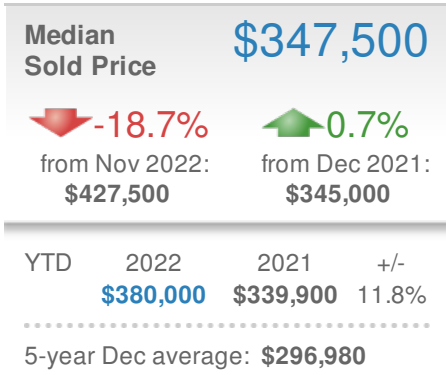 Median $347,500
Sold Price
-18.7% 0.7%
from Nov 2022: from Dec 2021:
$427,500 $345,000
YTD 2022 2021 +/-
$380,000 $339,900 11.8%
5-year Dec average: $296,980